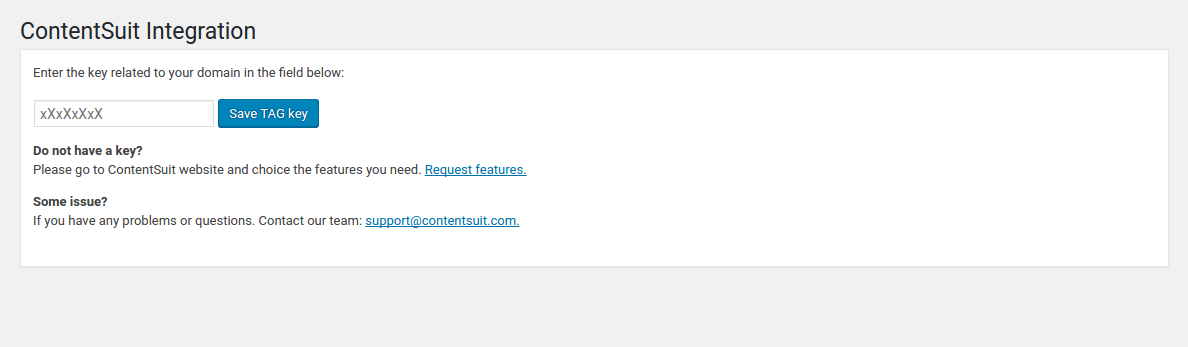 ContentSuit Integration
Enter the key related to your domain in the field below:
xXxXxXxX Save TAG key
Do not have a key?
Please go to ContentSuit website and choice the features you need. Request features.
Some issue?
If you have any problems or questions. Contact our team: support@contentsuit.com.